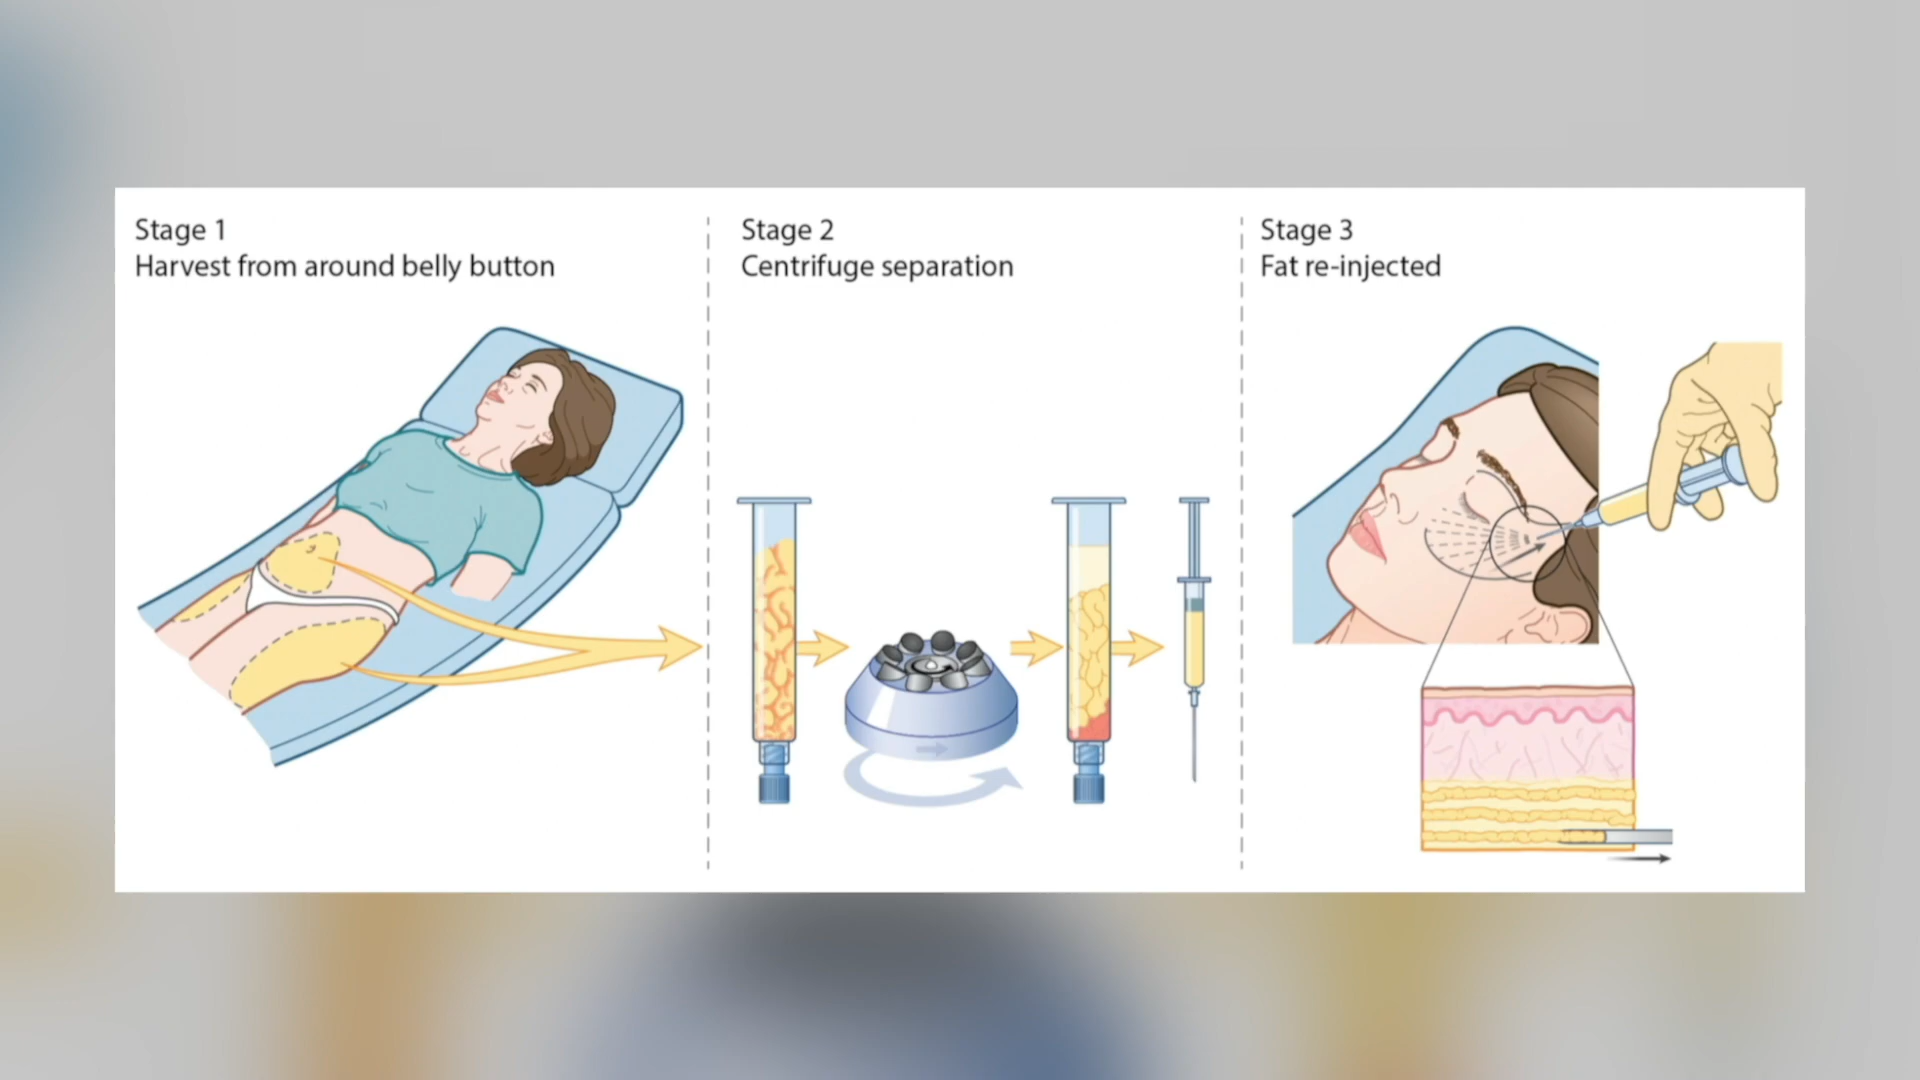 Stage 1
Harvest from around belly button
Stage 2
Centrifuge separation
Stage 3
Fat re-injected